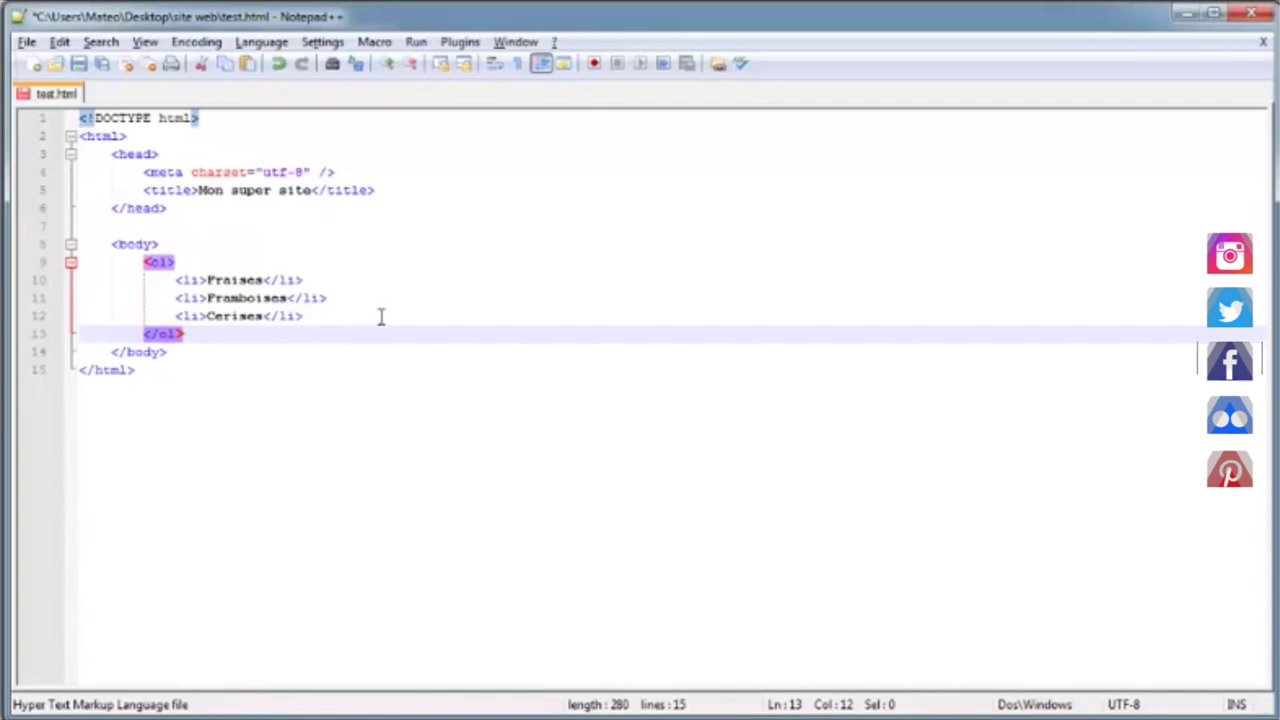 *C:\Users\Mateo\Desktop\site web\test.html - Notepad++
File Edit Search View Encoding Language Settings Macro Run Plugins Window ? X
test.html
1 <!DOCTYPE html>
2 <html>
3 <head>
4 <meta charset="utf-8" />
5 <title>Mon super site</title>
6 </head>
7
8 <body>
9 <ol>
10 <li>Fraises</li>
11 <li>Framboises</li>
12 <li>Cerises</li>
13 </ol>
14 </body>
15 </html>
Hyper Text Markup Language file length : 280 lines : 15 Ln : 13 Col : 12 Sel : 0 Dos\Windows UTF-8 INS